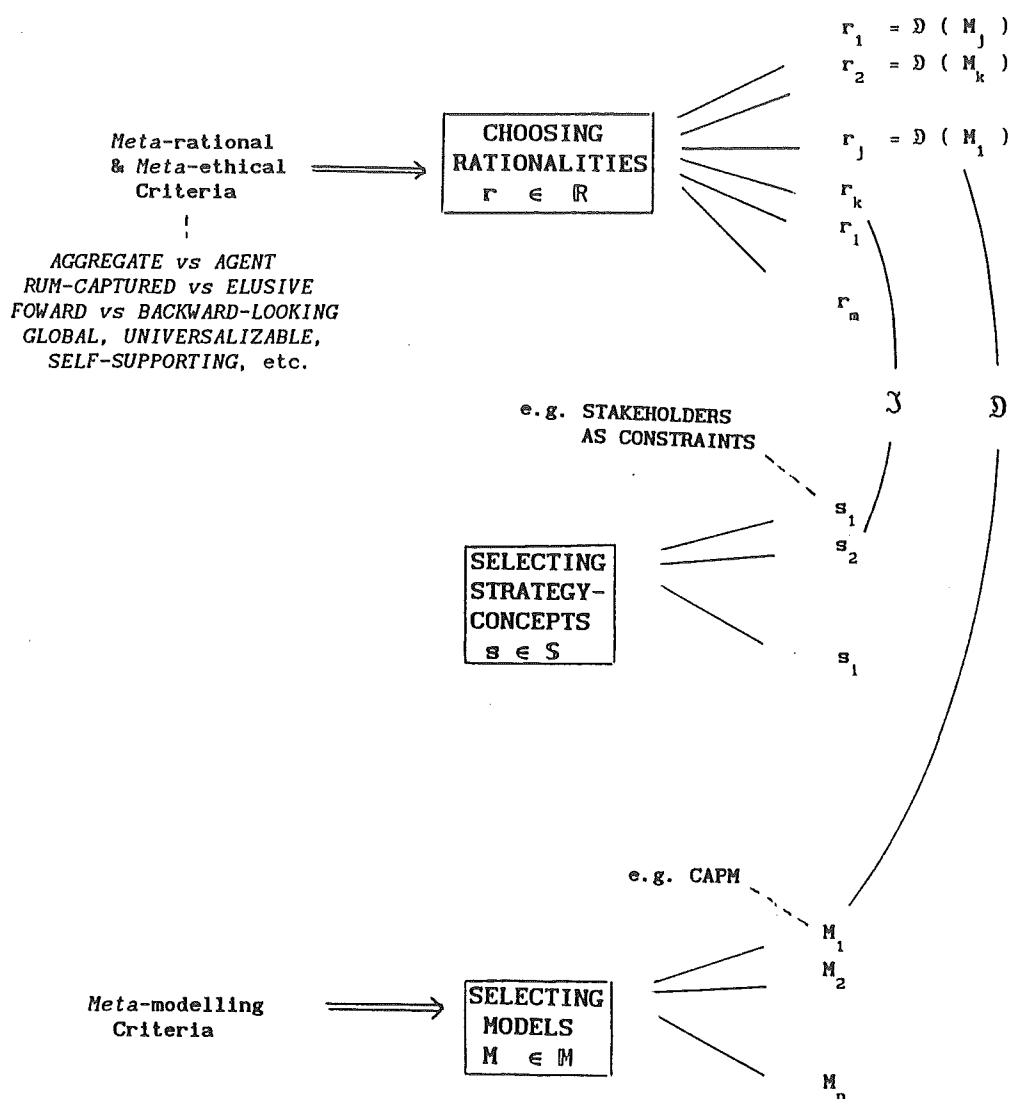 r₁ = 𝔇 ( Mⱼ )
r₂ = 𝔇 ( Mₖ )
Meta-rational
& Meta-ethical
Criteria
CHOOSING
RATIONALITIES
r ∈ ℝ
rⱼ = 𝔇 ( M₁ )
rₖ
r₁
rₘ
AGGREGATE vs AGENT
RUM-CAPTURED vs ELUSIVE
FOWARD vs BACKWARD-LOOKING
GLOBAL, UNIVERSALIZABLE,
SELF-SUPPORTING, etc.
ℑ 𝔇
e.g. STAKEHOLDERS
AS CONSTRAINTS
SELECTING
STRATEGY-
CONCEPTS
s ∈ S
s₁
s₂
s₁
e.g. CAPM
Meta-modelling
Criteria
SELECTING
MODELS
M ∈ 𝕄
M₁
M₂
Mₙ